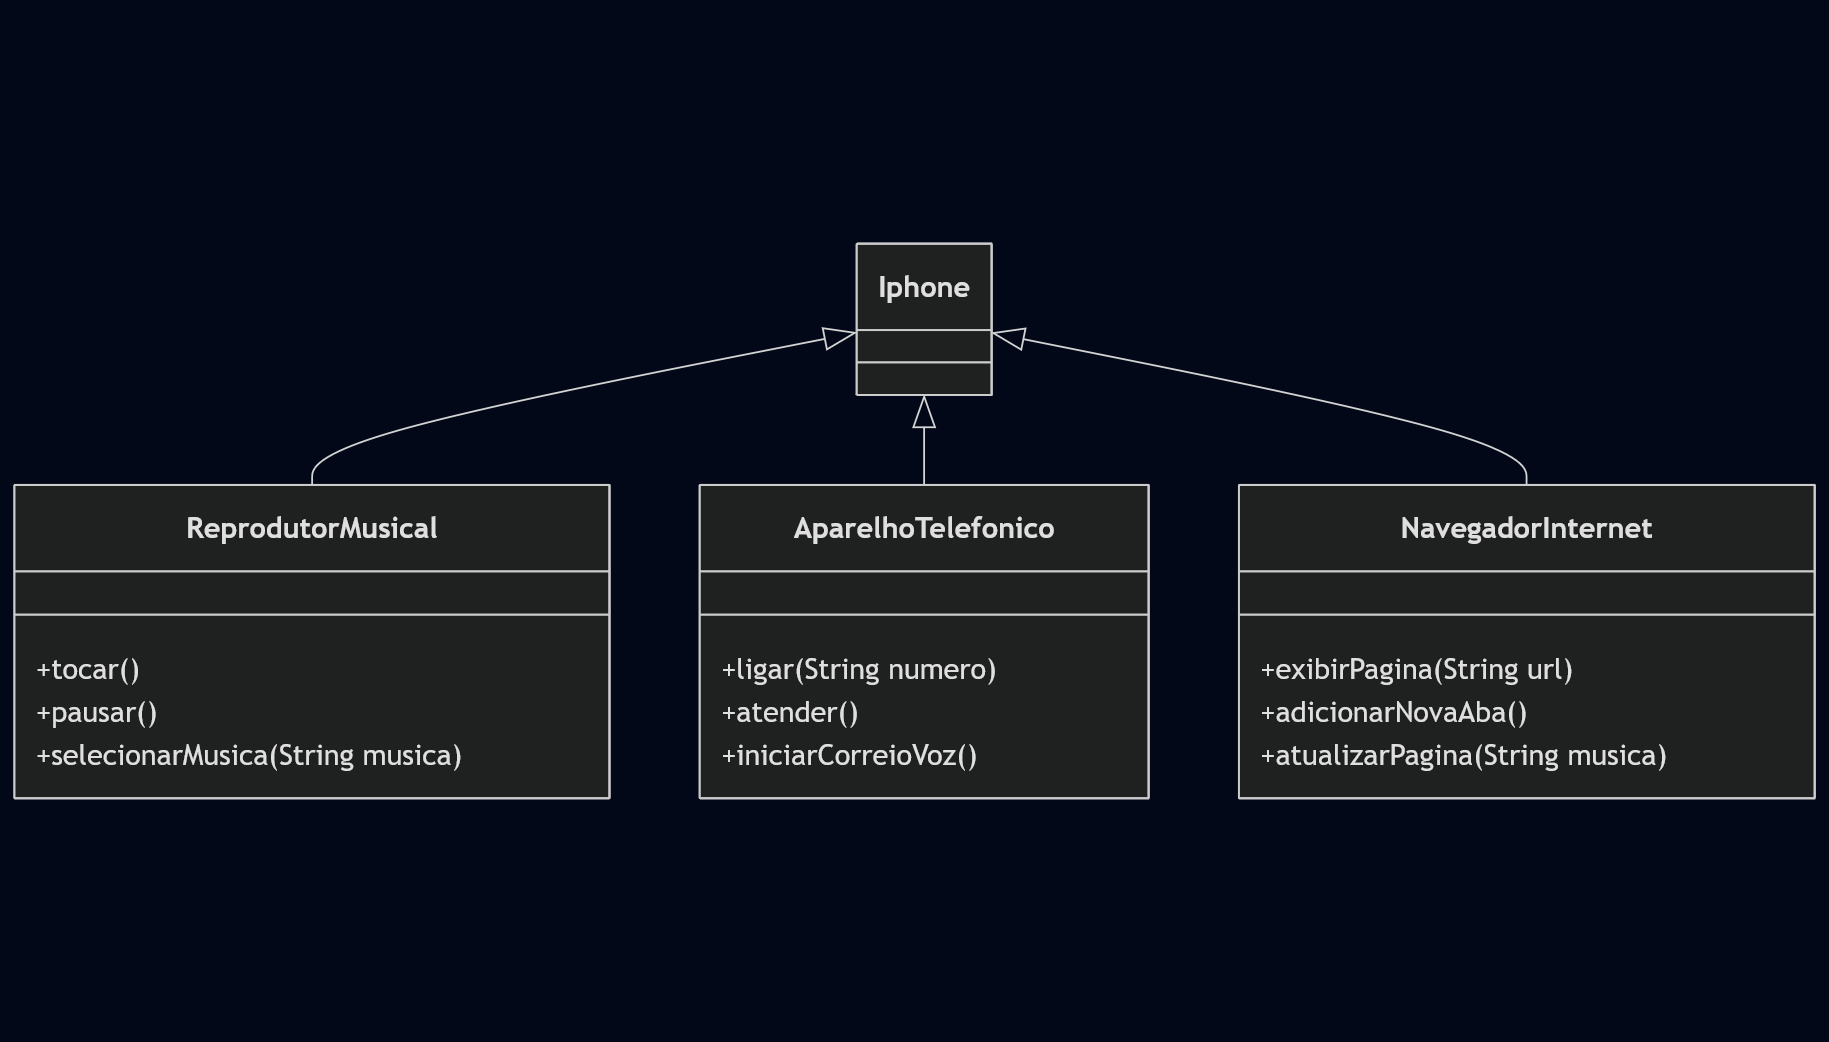 Iphone
ReprodutorMusical
+tocar()
+pausar()
+selecionarMusica(String musica)
AparelhoTelefonico
+ligar(String numero)
+atender()
+iniciarCorreioVoz()
NavegadorInternet
+exibirPagina(String url)
+adicionarNovaAba()
+atualizarPagina(String musica)